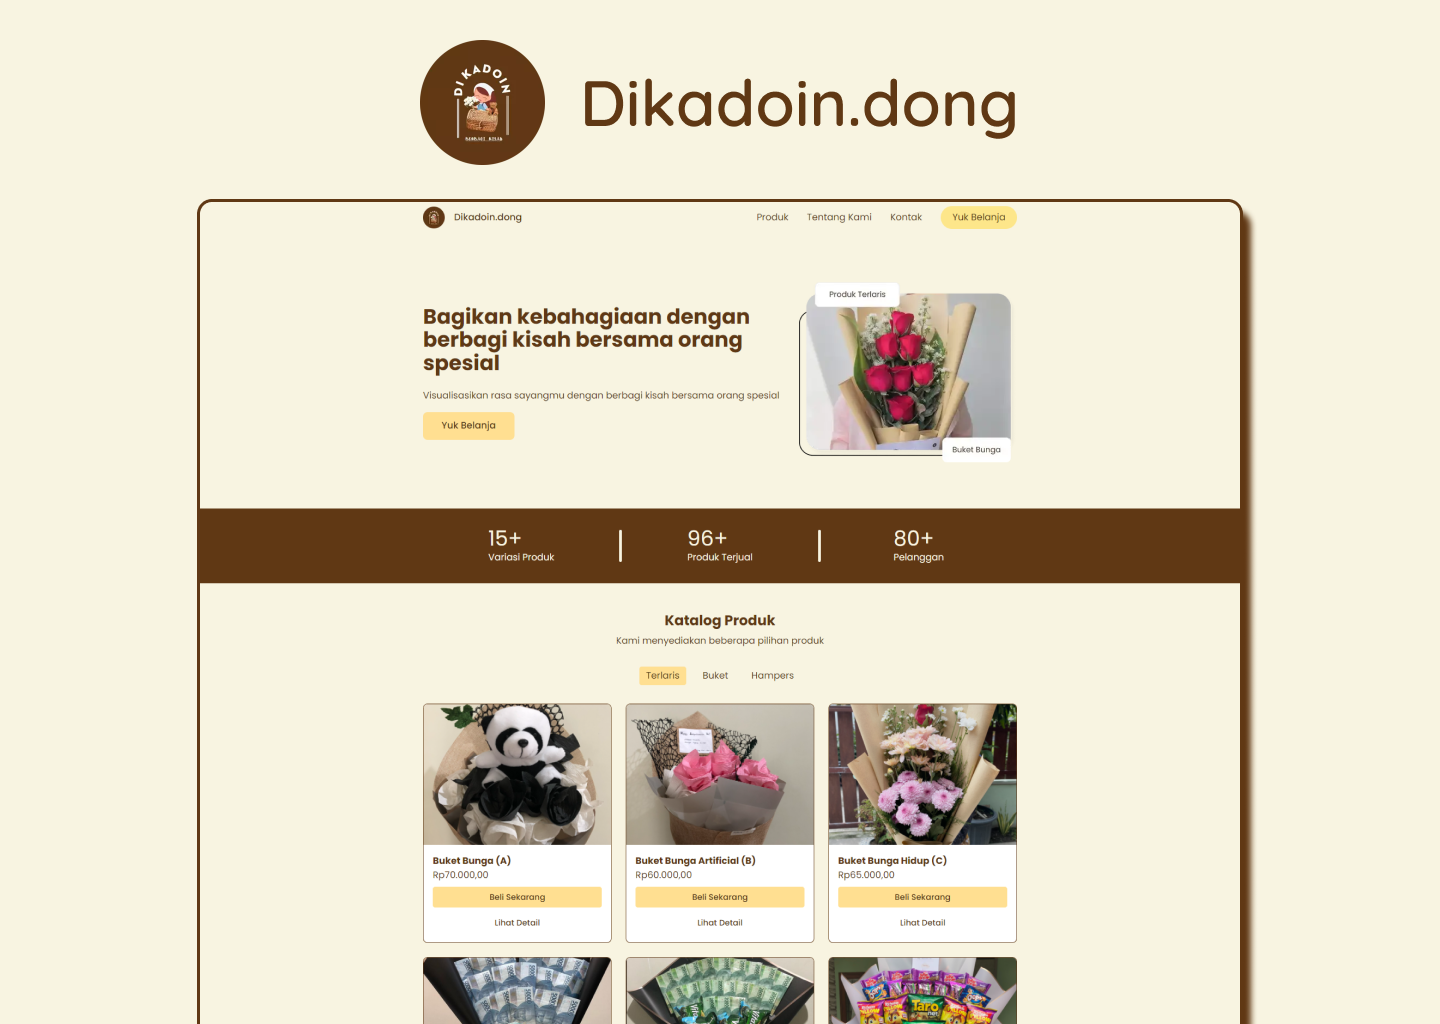 DIKADOIN
Dikadoin.dong
Dikadoin.dong
Produk
Tentang Kami
Kontak
Yuk Belanja
Bagikan kebahagiaan dengan
berbagi kisah bersama orang
spesial
Visualisasikan rasa sayangmu dengan berbagi kisah bersama orang spesial
Yuk Belanja
Produk Terlaris
Buket Bunga
15+
Variasi Produk
96+
Produk Terjual
80+
Pelanggan
Katalog Produk
Kami menyediakan beberapa pilihan produk
Terlaris
Buket
Hampers
Buket Bunga (A)
Rp70.000,00
Beli Sekarang
Lihat Detail
Buket Bunga Artificial (B)
Rp60.000,00
Beli Sekarang
Lihat Detail
Buket Bunga Hidup (C)
Rp65.000,00
Beli Sekarang
Lihat Detail
Taro